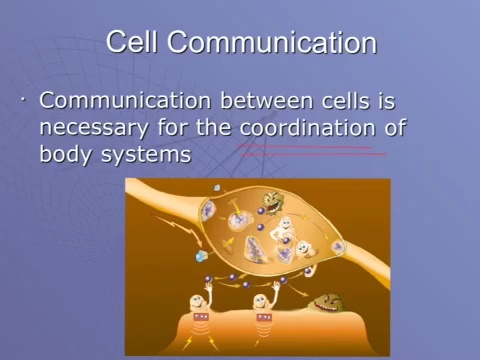 Cell Communication
· Communication between cells is
necessary for the coordination of
body systems